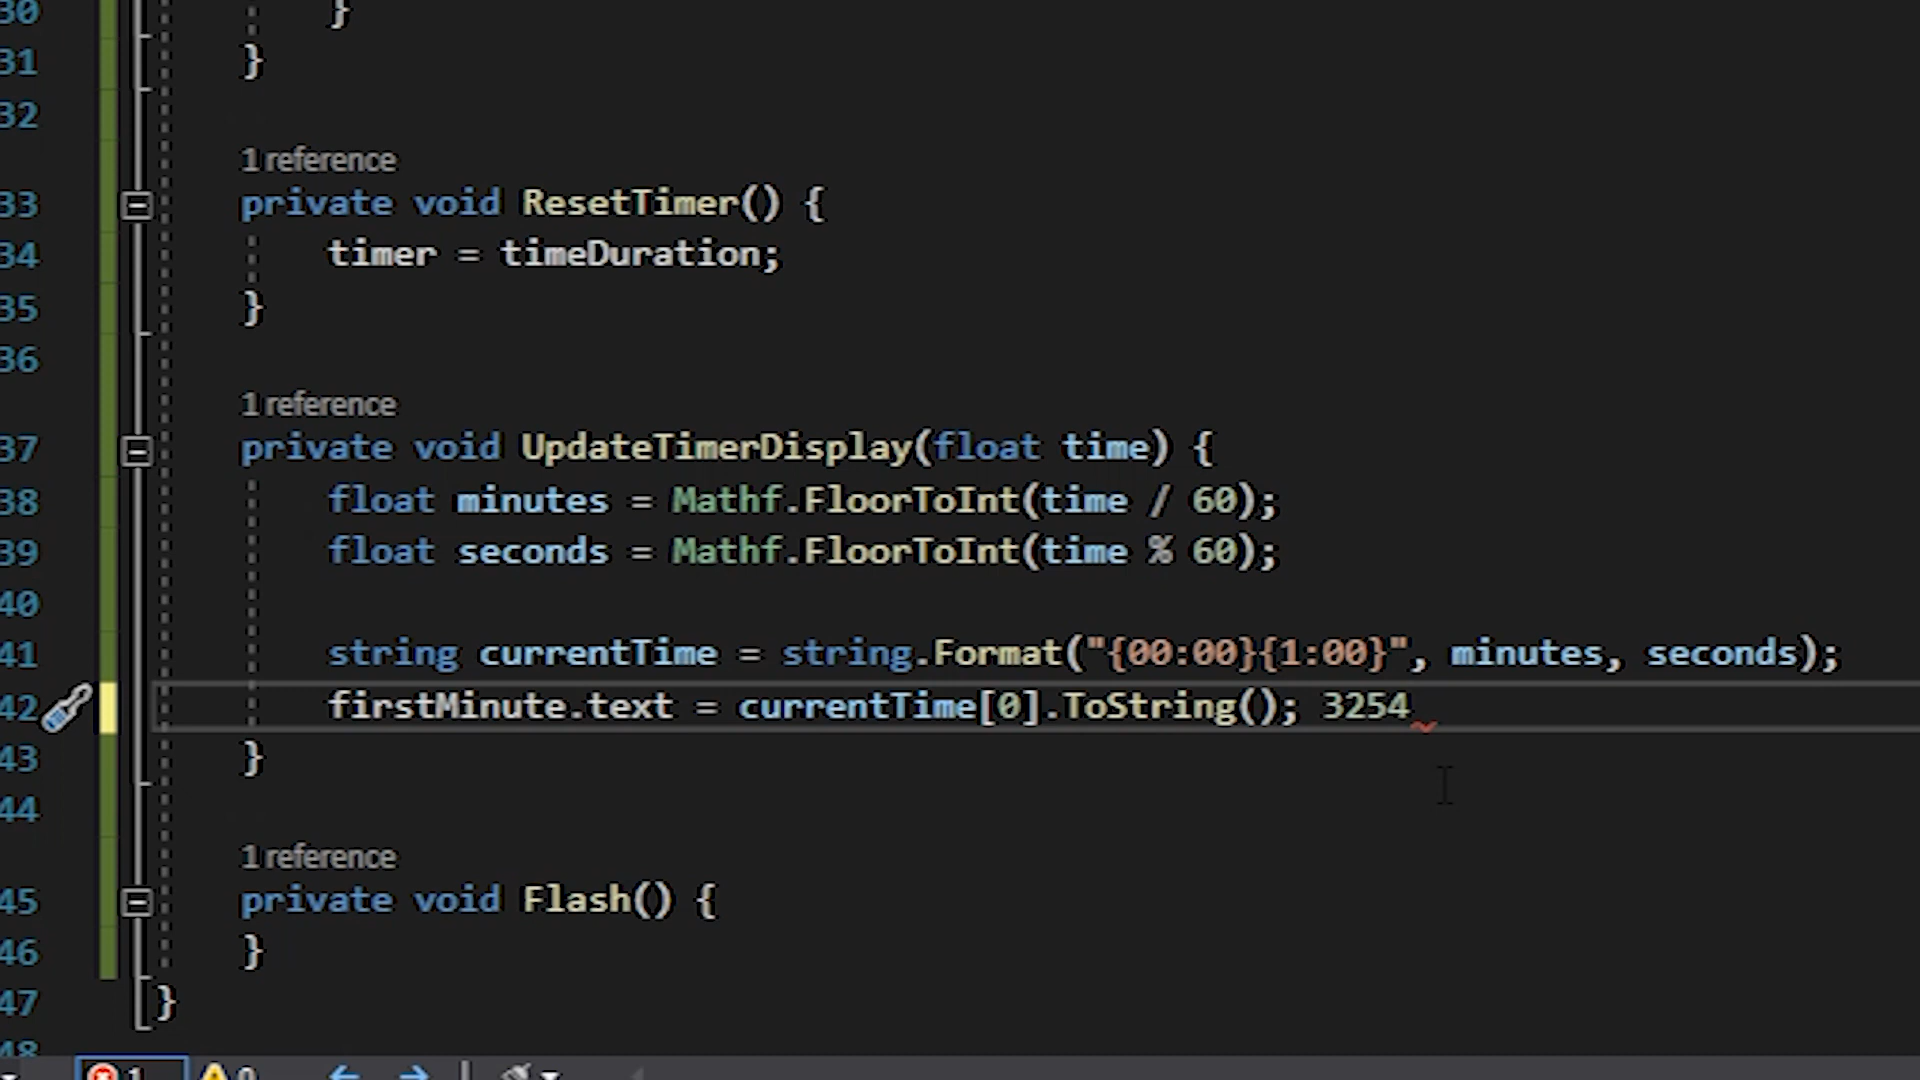 30 }
31 }
32
1 reference
33 private void ResetTimer() {
34 timer = timeDuration;
35 }
36
1 reference
37 private void UpdateTimerDisplay(float time) {
38 float minutes = Mathf.FloorToInt(time / 60);
39 float seconds = Mathf.FloorToInt(time % 60);
40
41 string currentTime = string.Format("{00:00}{1:00}", minutes, seconds);
42 firstMinute.text = currentTime[0].ToString(); 3254
43 }
44
1 reference
45 private void Flash() {
46 }
47 }
48
1 0